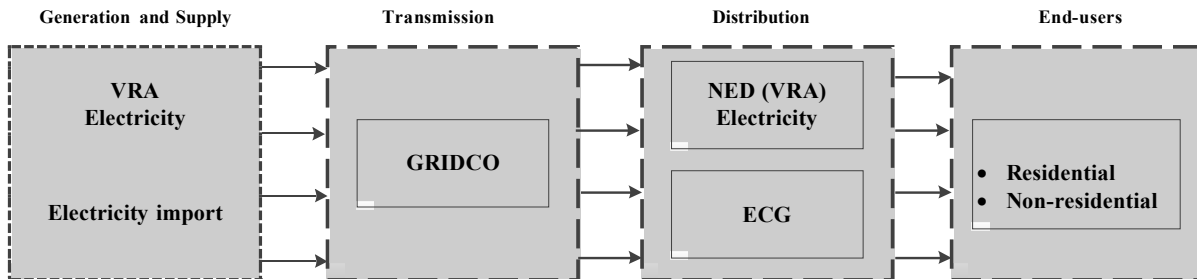 Generation and Supply
Transmission
Distribution
End-users
VRA
Electricity
Electricity import
GRIDCO
NED (VRA)
Electricity
ECG
• Residential
• Non-residential